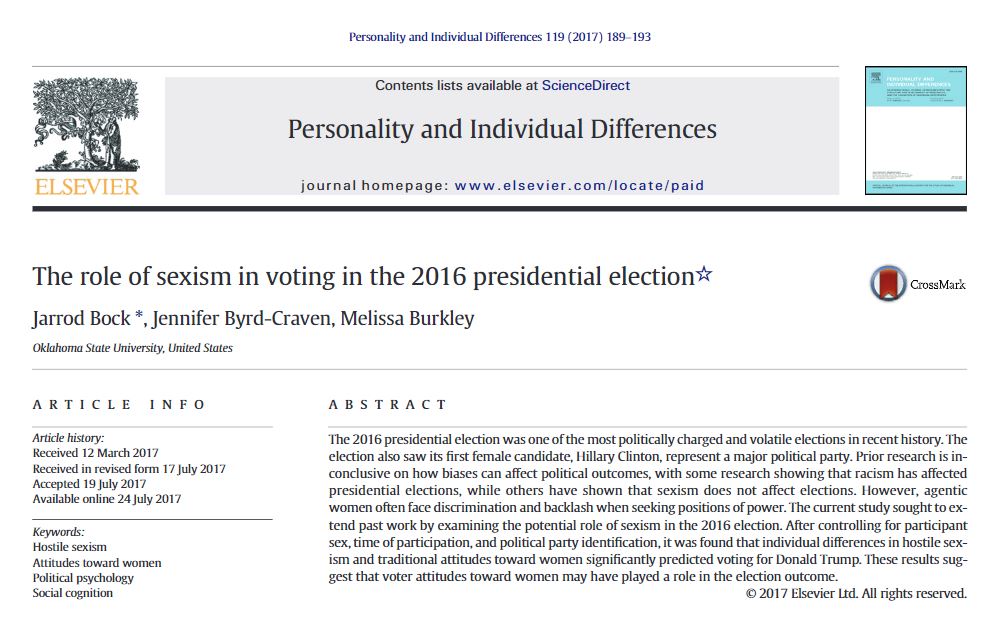 Personality and Individual Differences 119 (2017) 189–193
Contents lists available at ScienceDirect
Personality and Individual Differences
journal homepage: www.elsevier.com/locate/paid
ELSEVIER
PERSONALITY AND
INDIVIDUAL DIFFERENCES
The role of sexism in voting in the 2016 presidential election☆
CrossMark
Jarrod Bock *, Jennifer Byrd-Craven, Melissa Burkley
Oklahoma State University, United States
ARTICLE INFO
Article history:
Received 12 March 2017
Received in revised form 17 July 2017
Accepted 19 July 2017
Available online 24 July 2017
Keywords:
Hostile sexism
Attitudes toward women
Political psychology
Social cognition
ABSTRACT
The 2016 presidential election was one of the most politically charged and volatile elections in recent history. The
election also saw its first female candidate, Hillary Clinton, represent a major political party. Prior research is in-
conclusive on how biases can affect political outcomes, with some research showing that racism has affected
presidential elections, while others have shown that sexism does not affect elections. However, agentic
women often face discrimination and backlash when seeking positions of power. The current study sought to ex-
tend past work by examining the potential role of sexism in the 2016 election. After controlling for participant
sex, time of participation, and political party identification, it was found that individual differences in hostile sex-
ism and traditional attitudes toward women significantly predicted voting for Donald Trump. These results sug-
gest that voter attitudes toward women may have played a role in the election outcome.
© 2017 Elsevier Ltd. All rights reserved.